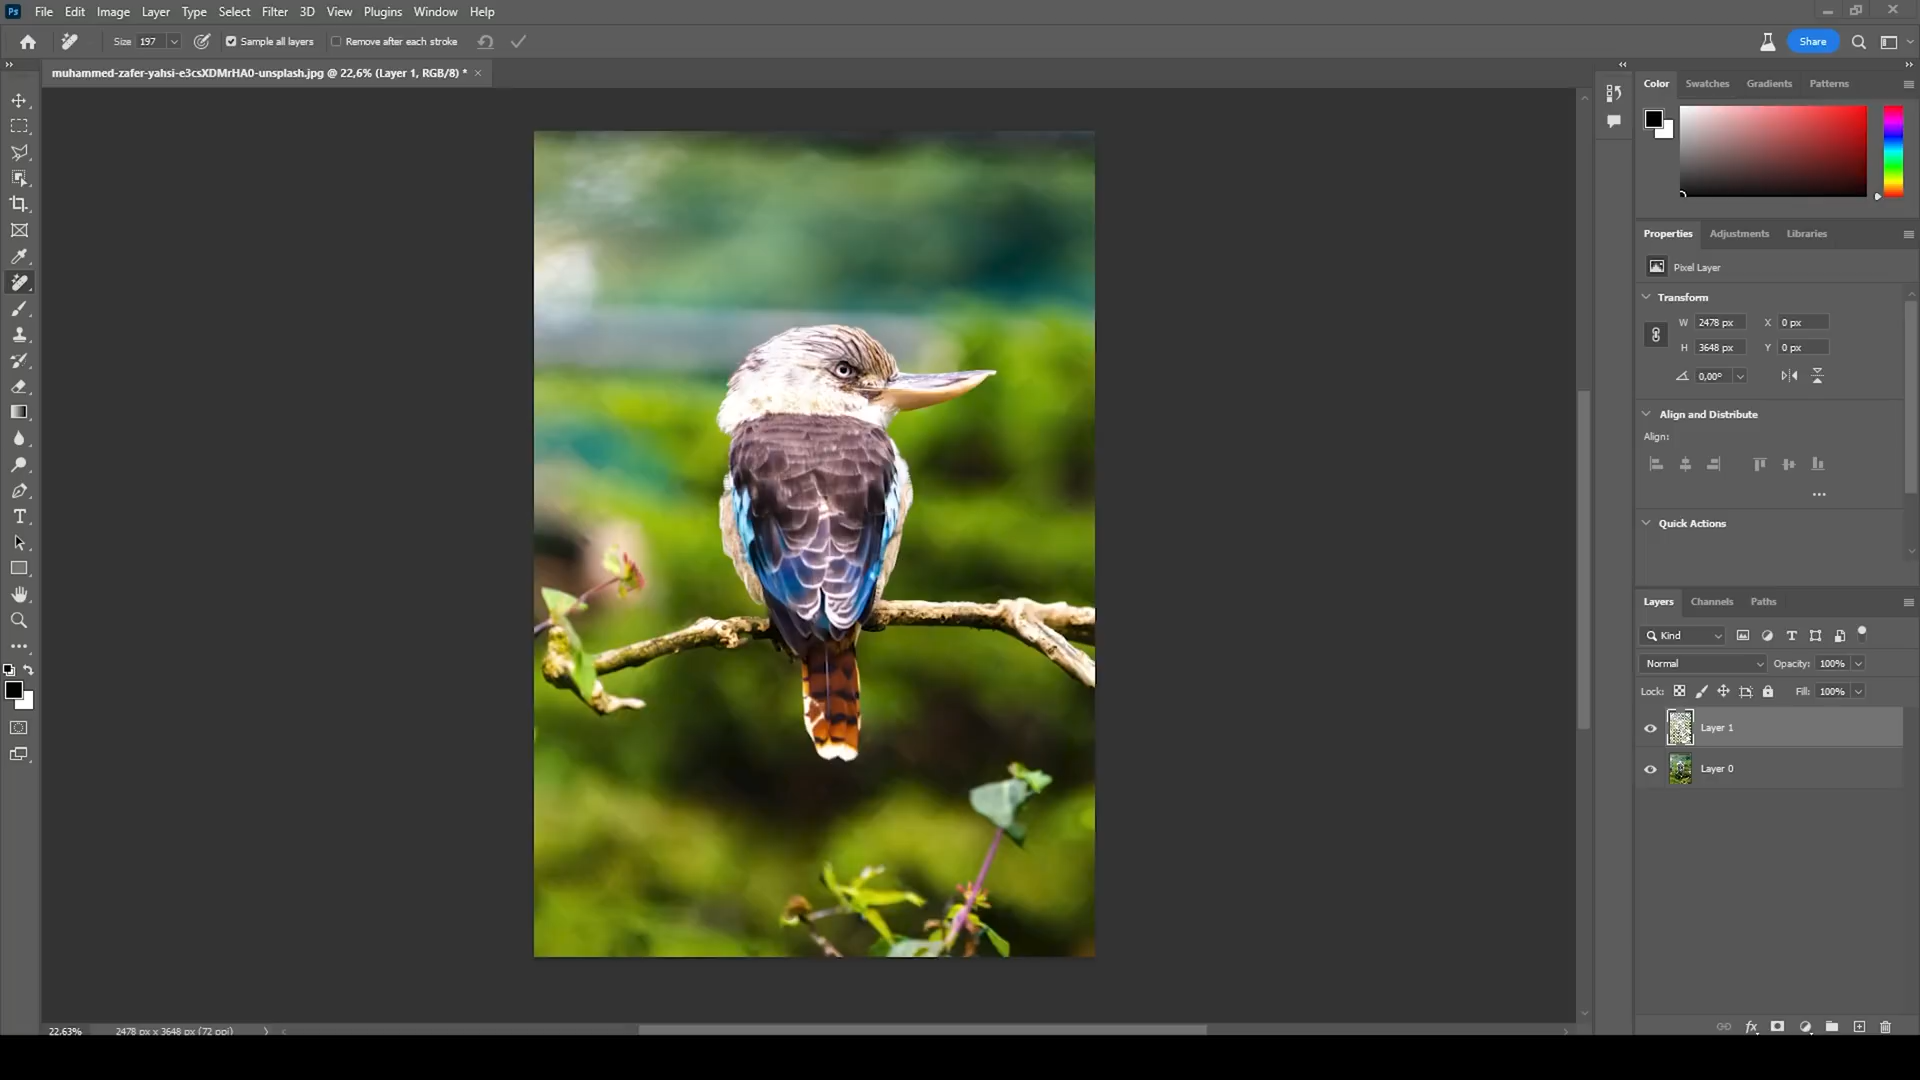 Ps File Edit Image Layer Type Select Filter 3D View Plugins Window Help
Size 197 Sample all layers Remove after each stroke Share
muhammed-zafer-yahsi-e3csXDMrHA0-unsplash.jpg @ 22,6% (Layer 1, RGB/8) * ×
Color Swatches Gradients Patterns
Properties Adjustments Libraries
Pixel Layer
Transform
W 2478 px X 0 px
H 3648 px Y 0 px
0,00°
Align and Distribute
Align:
Quick Actions
Layers Channels Paths
Kind
Normal Opacity: 100%
Lock: Fill: 100%
Layer 1
Layer 0
22,63% 2478 px x 3648 px (72 ppi)